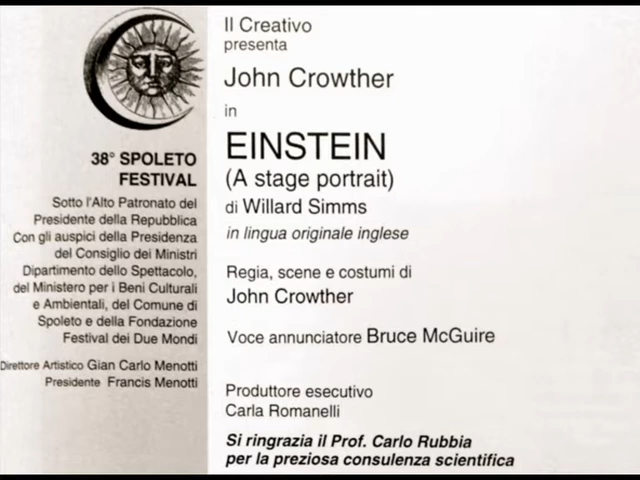 38° SPOLETO
FESTIVAL
Sotto l'Alto Patronato del
Presidente della Repubblica
Con gli auspici della Presidenza
del Consiglio dei Ministri
Dipartimento dello Spettacolo,
del Ministero per i Beni Culturali
e Ambientali, del Comune di
Spoleto e della Fondazione
Festival dei Due Mondi
Direttore Artistico Gian Carlo Menotti
Presidente Francis Menotti
Il Creativo
presenta
John Crowther
in
EINSTEIN
(A stage portrait)
di Willard Simms
in lingua originale inglese
Regia, scene e costumi di
John Crowther
Voce annunciatore Bruce McGuire
Produttore esecutivo
Carla Romanelli
Si ringrazia il Prof. Carlo Rubbia
per la preziosa consulenza scientifica